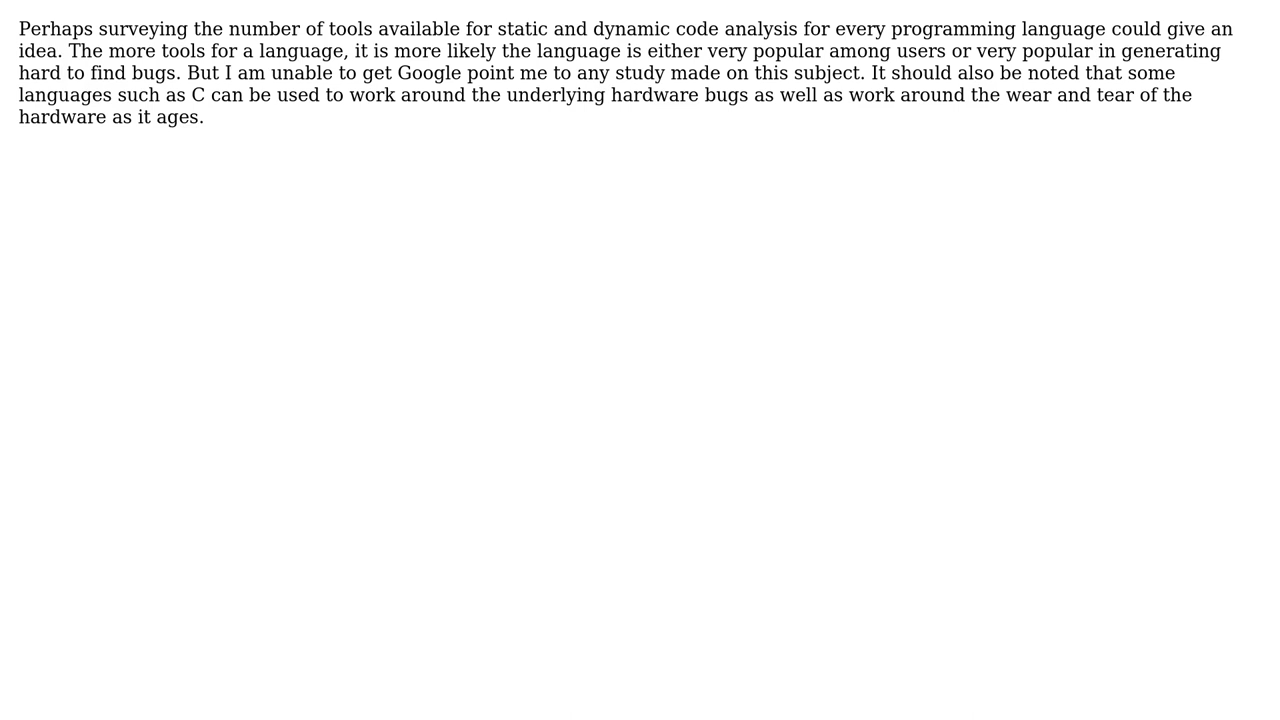 Perhaps surveying the number of tools available for static and dynamic code analysis for every programming language could give an
idea. The more tools for a language, it is more likely the language is either very popular among users or very popular in generating
hard to find bugs. But I am unable to get Google point me to any study made on this subject. It should also be noted that some
languages such as C can be used to work around the underlying hardware bugs as well as work around the wear and tear of the
hardware as it ages.